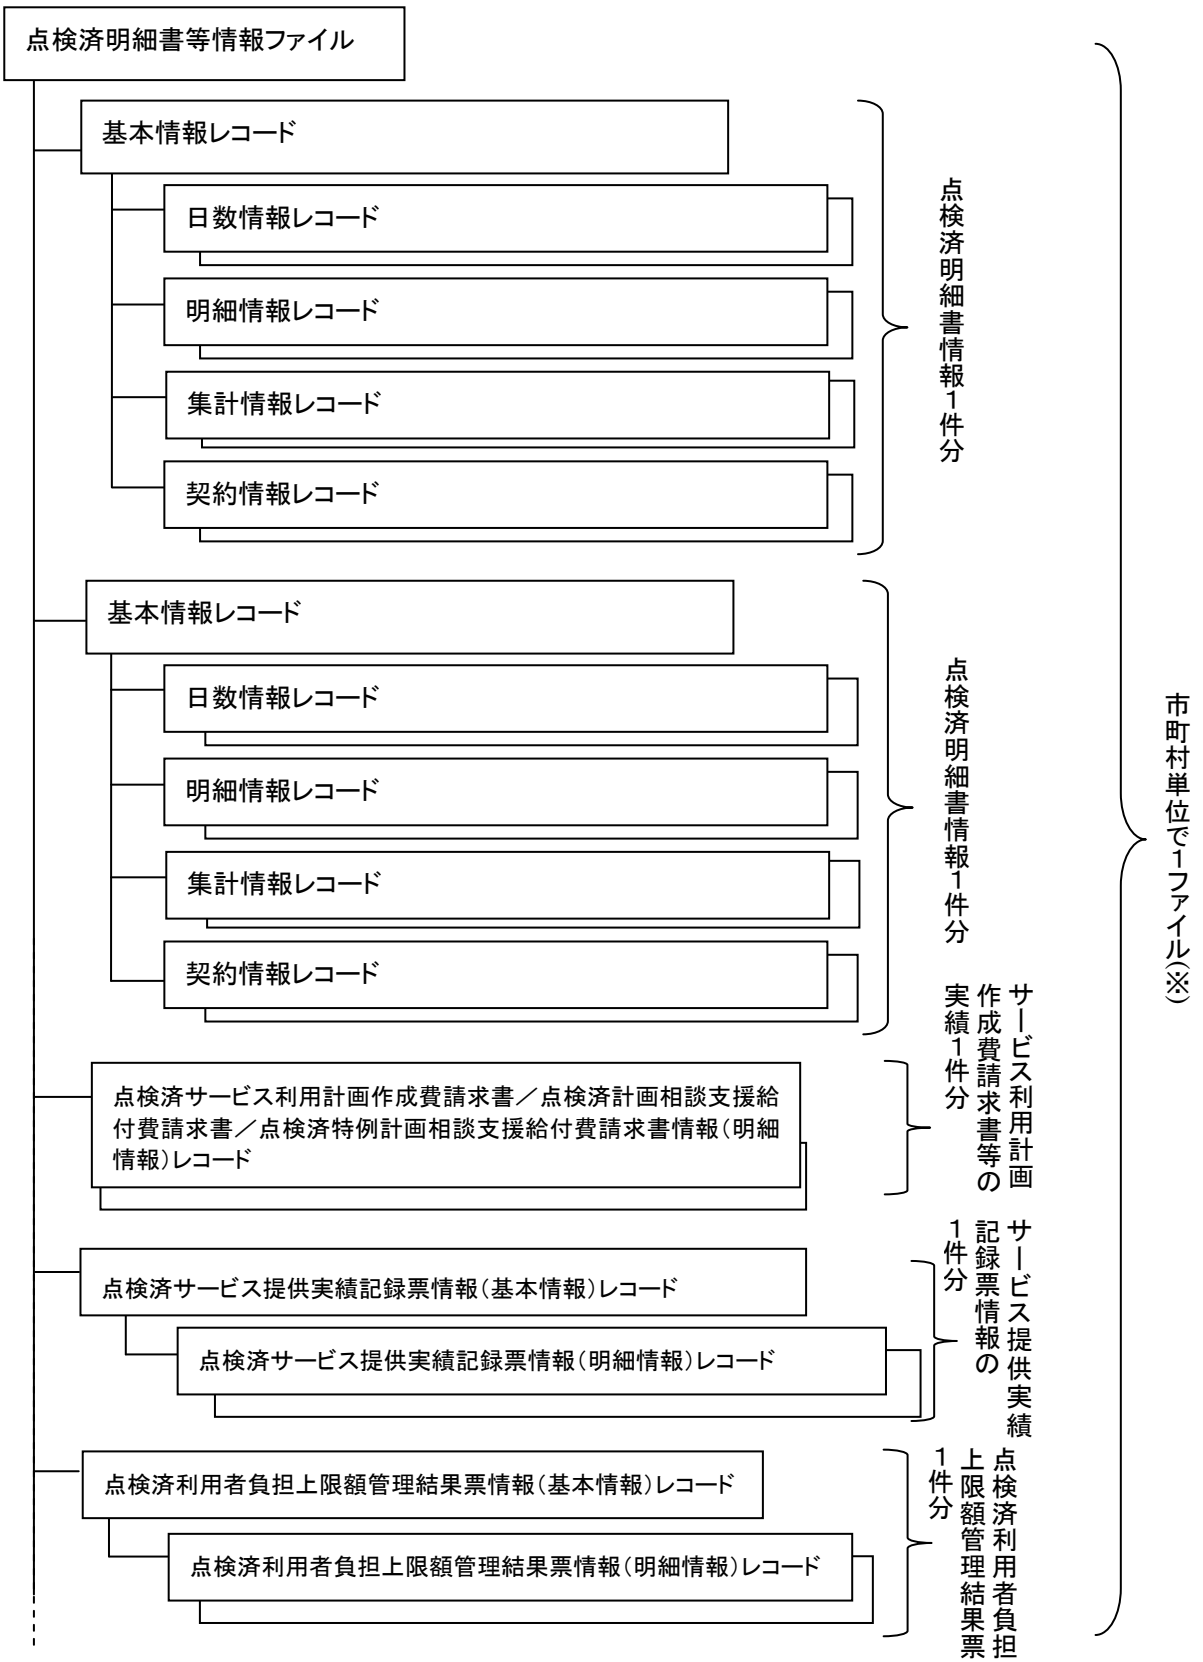 点検済明細書等情報ファイル
基本情報レコード
日数情報レコード
明細情報レコード
集計情報レコード
契約情報レコード
点検済明細書情報1件分
基本情報レコード
日数情報レコード
明細情報レコード
集計情報レコード
契約情報レコード
点検済明細書情報1件分
点検済サービス利用計画作成費請求書／点検済計画相談支援給
付費請求書／点検済特例計画相談支援給付費請求書情報（明細
情報）レコード
サービス利用計画
作成費請求書等の
実績1件分
点検済サービス提供実績記録票情報（基本情報）レコード
点検済サービス提供実績記録票情報（明細情報）レコード
サービス提供実績
記録票情報の
1件分
点検済利用者負担上限額管理結果票情報（基本情報）レコード
点検済利用者負担上限額管理結果票情報（明細情報）レコード
点検済利用者負担
上限額管理結果票
1件分
市町村単位で1ファイル(※)